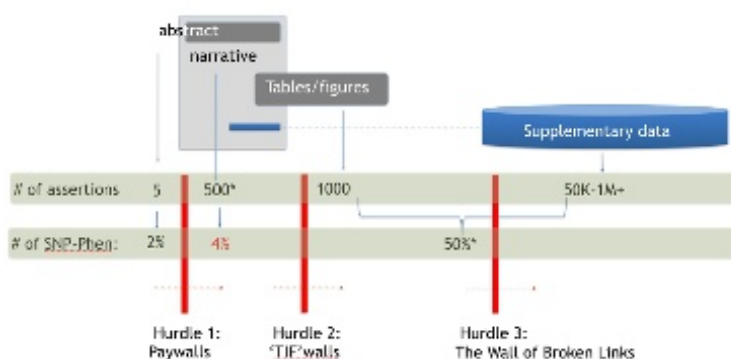 abstract
narrative
Tables/figures
Supplementary data
# of assertions 5 500* 1000 50K-1M+
# of SNP-Phen: 2% 4% 50%*
Hurdle 1: Hurdle 2: Hurdle 3:
Paywalls 'TIF'walls The Wall of Broken Links